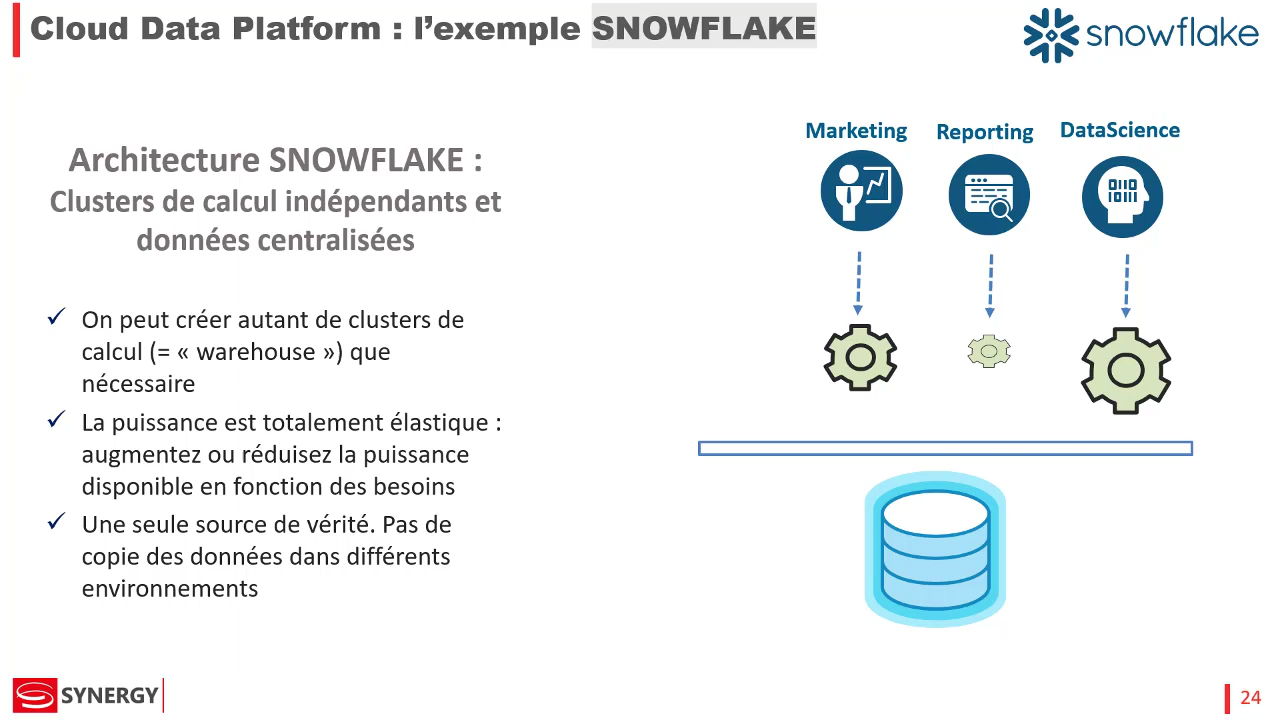 Cloud Data Platform : l’exemple SNOWFLAKE
snowflake
Architecture SNOWFLAKE :
Clusters de calcul indépendants et
données centralisées
✓ On peut créer autant de clusters de
calcul (= « warehouse ») que
nécessaire
✓ La puissance est totalement élastique :
augmentez ou réduisez la puissance
disponible en fonction des besoins
✓ Une seule source de vérité. Pas de
copie des données dans différents
environnements
Marketing
Reporting
DataScience
0110
10111
SYNERGY
24